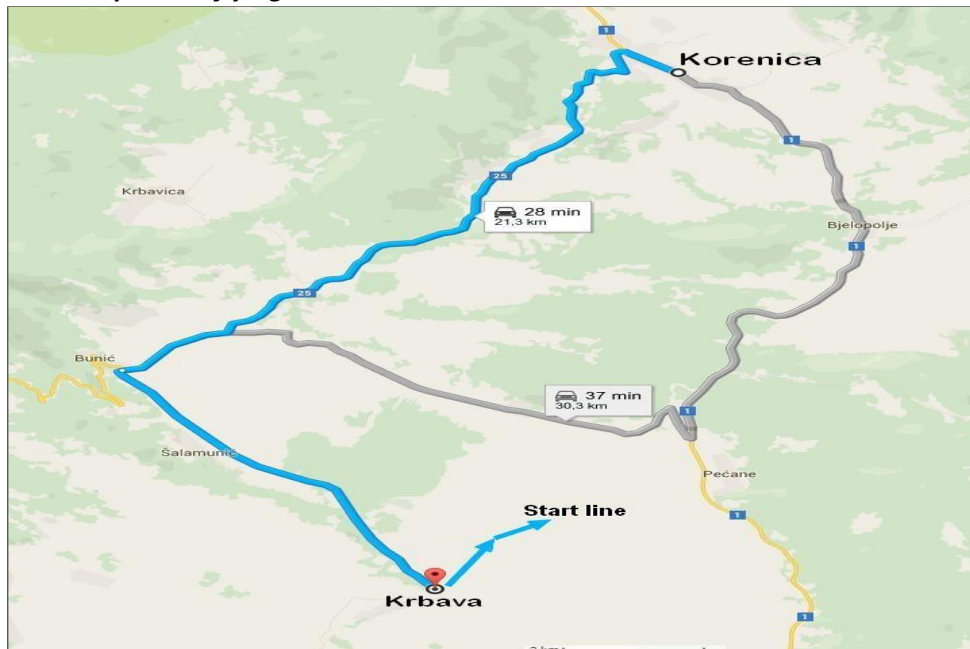 1
Korenica
1
25
Krbavica
28 min
21,3 km
Bjelopolje
1
25
Bunić
37 min
30,3 km
1
Šalamunić
Pećane
Start line
1
Krbava
1